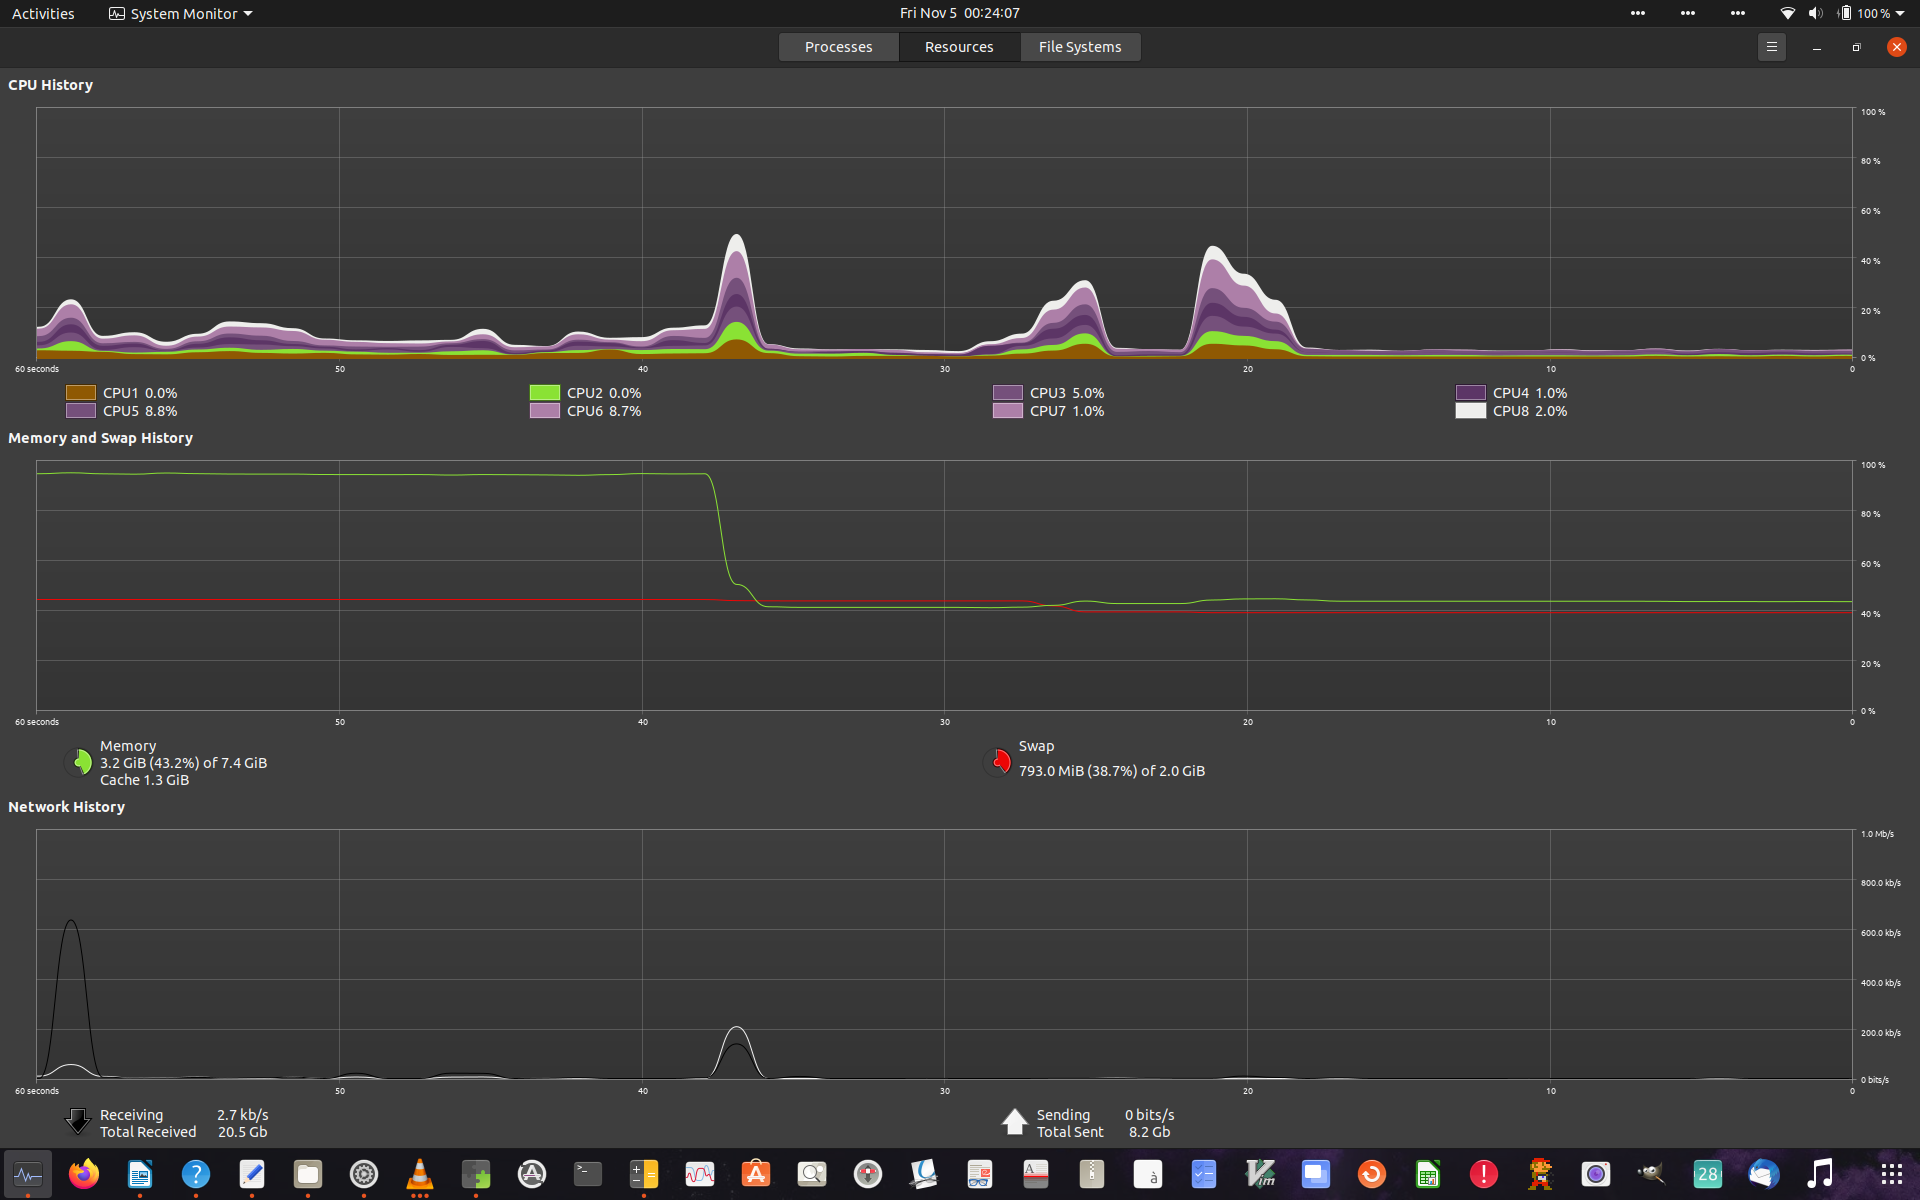 Activities System Monitor Fri Nov 5 00:24:07 100 %
Processes Resources File Systems
CPU History
100 %
80 %
60 %
40 %
20 %
0 %
60 seconds 50 40 30 20 10 0
CPU1 0.0% CPU2 0.0% CPU3 5.0% CPU4 1.0%
CPU5 8.8% CPU6 8.7% CPU7 1.0% CPU8 2.0%
Memory and Swap History
100 %
80 %
60 %
40 %
20 %
0 %
60 seconds 50 40 30 20 10 0
Memory
3.2 GiB (43.2%) of 7.4 GiB
Cache 1.3 GiB
Swap
793.0 MiB (38.7%) of 2.0 GiB
Network History
1.0 Mb/s
800.0 kb/s
600.0 kb/s
400.0 kb/s
200.0 kb/s
0 bits/s
60 seconds 50 40 30 20 10 0
Receiving 2.7 kb/s
Total Received 20.5 Gb
Sending 0 bits/s
Total Sent 8.2 Gb
? >_ A A à Vim ! 28